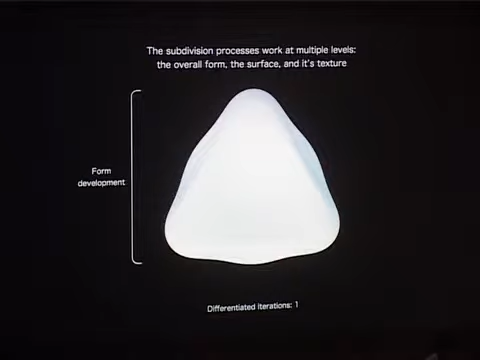 The subdivision processes work at multiple levels:
the overall form, the surface, and it's texture
Form
development
Differentiated Iterations: 1